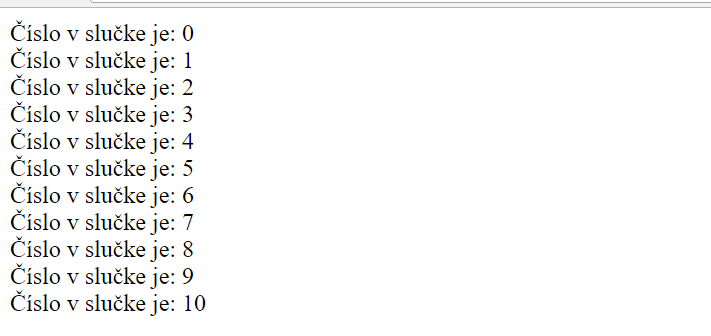 Číslo v slučke je: 0
Číslo v slučke je: 1
Číslo v slučke je: 2
Číslo v slučke je: 3
Číslo v slučke je: 4
Číslo v slučke je: 5
Číslo v slučke je: 6
Číslo v slučke je: 7
Číslo v slučke je: 8
Číslo v slučke je: 9
Číslo v slučke je: 10